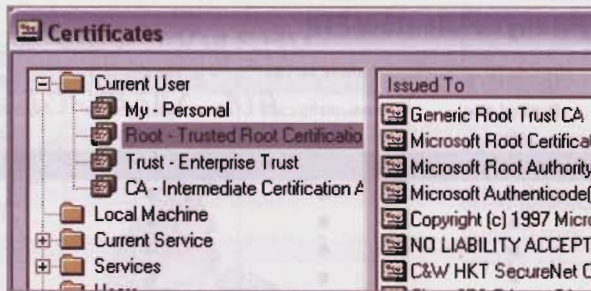 Certificates
Current User
My - Personal
Root - Trusted Root Certificatio
Trust - Enterprise Trust
CA - Intermediate Certification A
Local Machine
Current Service
Services
Issued To
Generic Root Trust CA
Microsoft Root Certifica
Microsoft Root Authority
Microsoft Authenticode(
Copyright (c) 1997 Micro
NO LIABILITY ACCEPT
C&W HKT SecureNet C